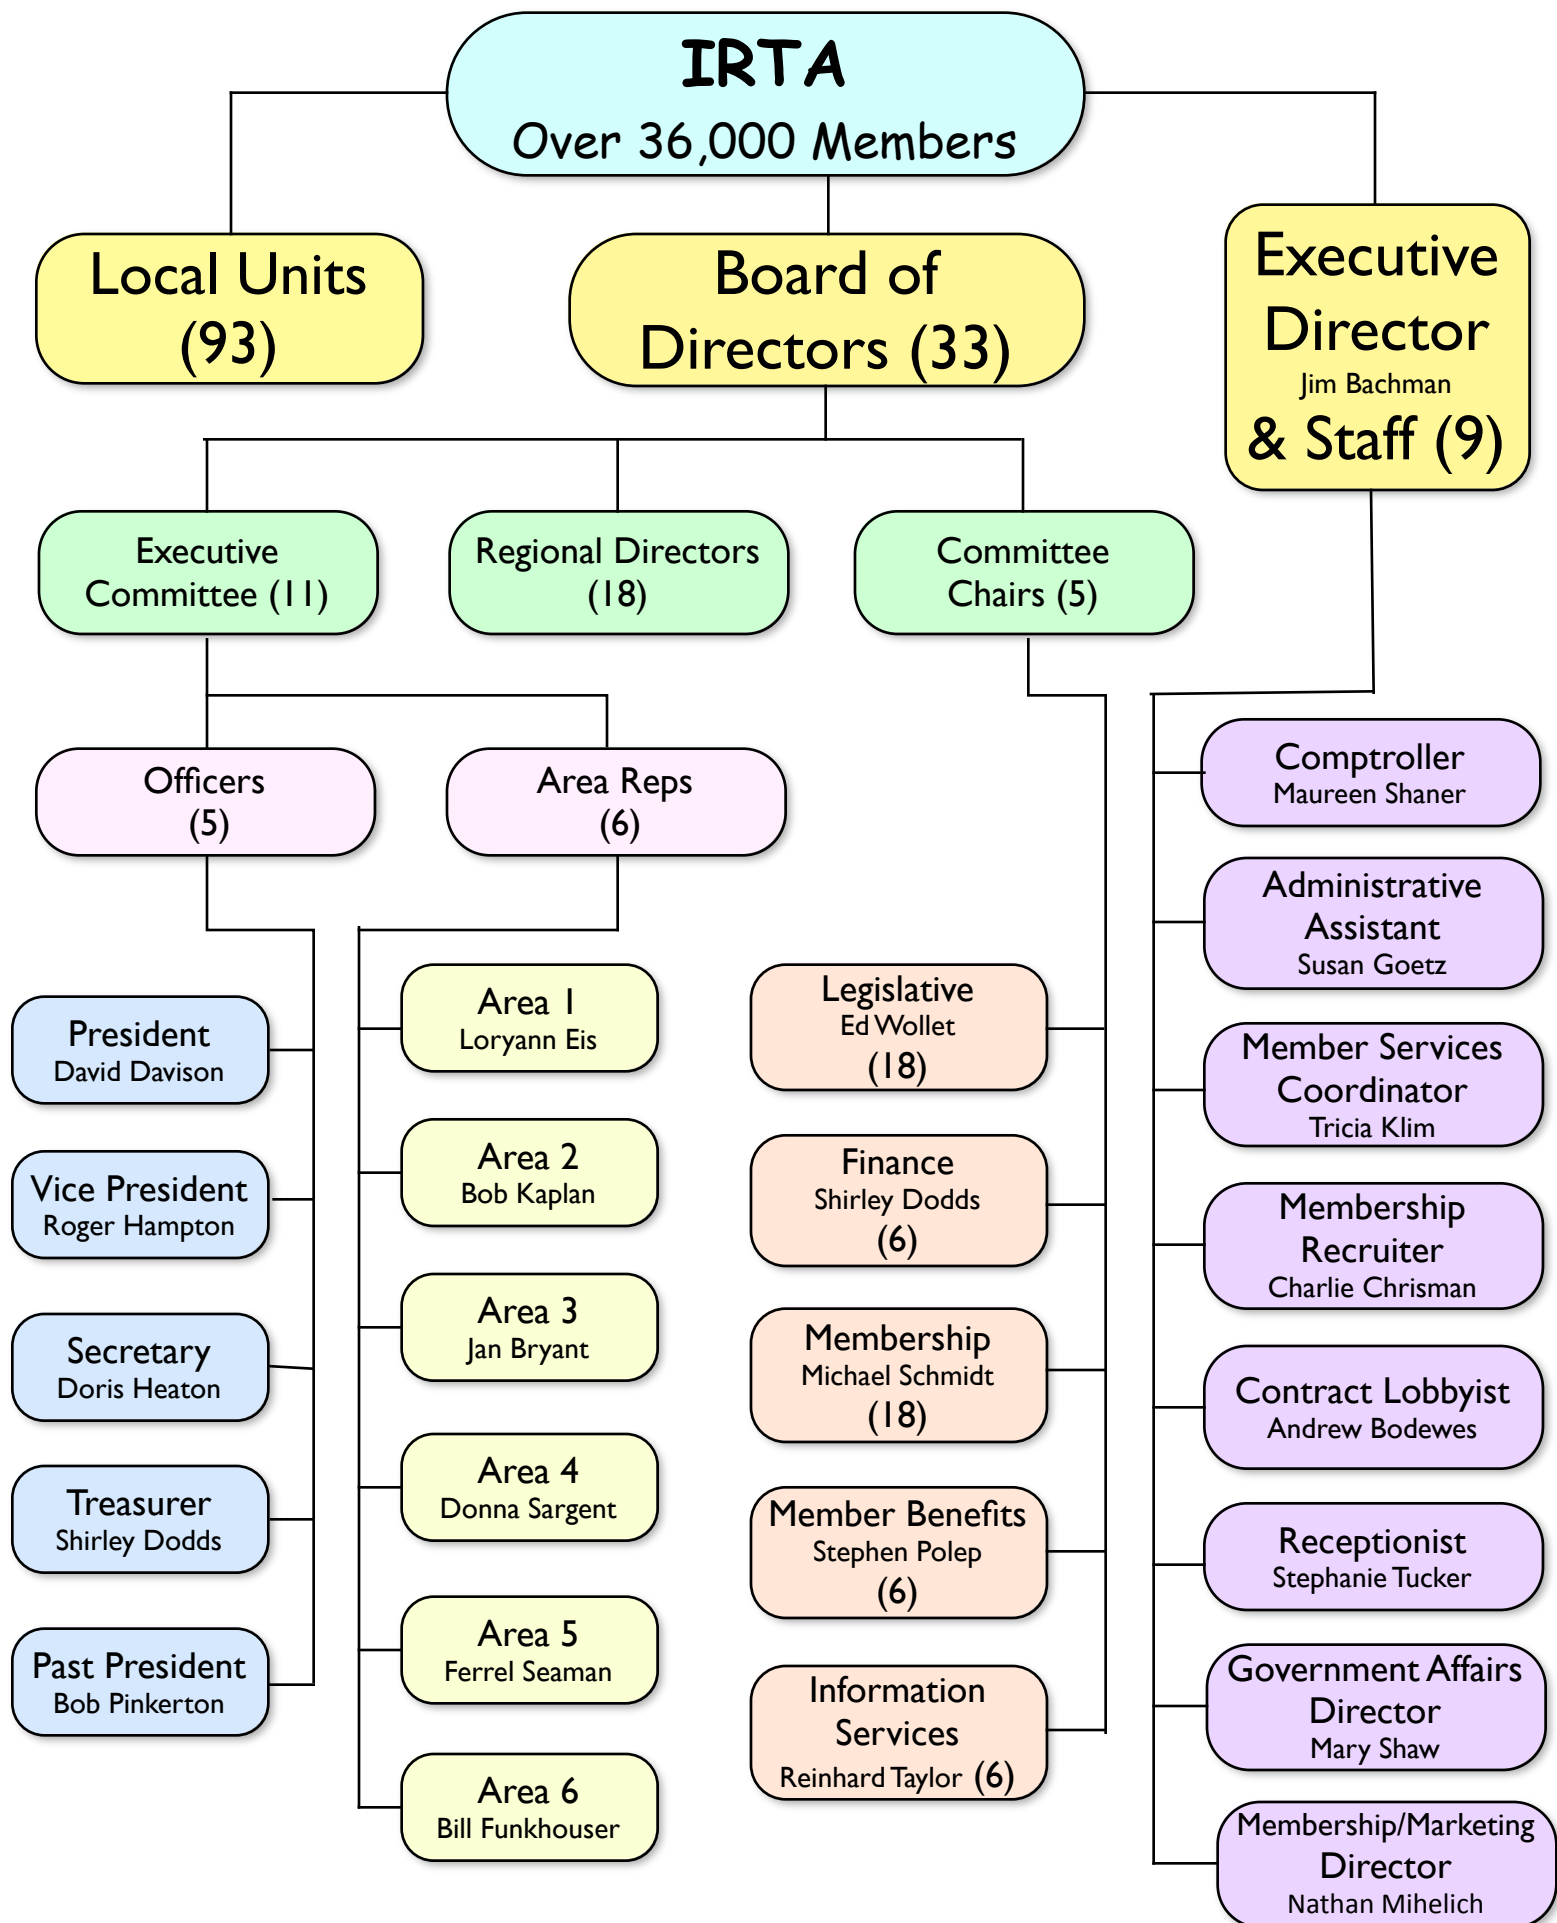 IRTA
Over 36,000 Members
Local Units
(93)
Board of
Directors (33)
Executive
Director
Jim Bachman
& Staff (9)
Executive
Committee (11)
Regional Directors
(18)
Committee
Chairs (5)
Officers
(5)
Area Reps
(6)
President
David Davison
Vice President
Roger Hampton
Secretary
Doris Heaton
Treasurer
Shirley Dodds
Past President
Bob Pinkerton
Area 1
Loryann Eis
Area 2
Bob Kaplan
Area 3
Jan Bryant
Area 4
Donna Sargent
Area 5
Ferrel Seaman
Area 6
Bill Funkhouser
Legislative
Ed Wollet
(18)
Finance
Shirley Dodds
(6)
Membership
Michael Schmidt
(18)
Member Benefits
Stephen Polep
(6)
Information
Services
Reinhard Taylor (6)
Comptroller
Maureen Shaner
Administrative
Assistant
Susan Goetz
Member Services
Coordinator
Tricia Klim
Membership
Recruiter
Charlie Chrisman
Contract Lobbyist
Andrew Bodewes
Receptionist
Stephanie Tucker
Government Affairs
Director
Mary Shaw
Membership/Marketing
Director
Nathan Mihelich